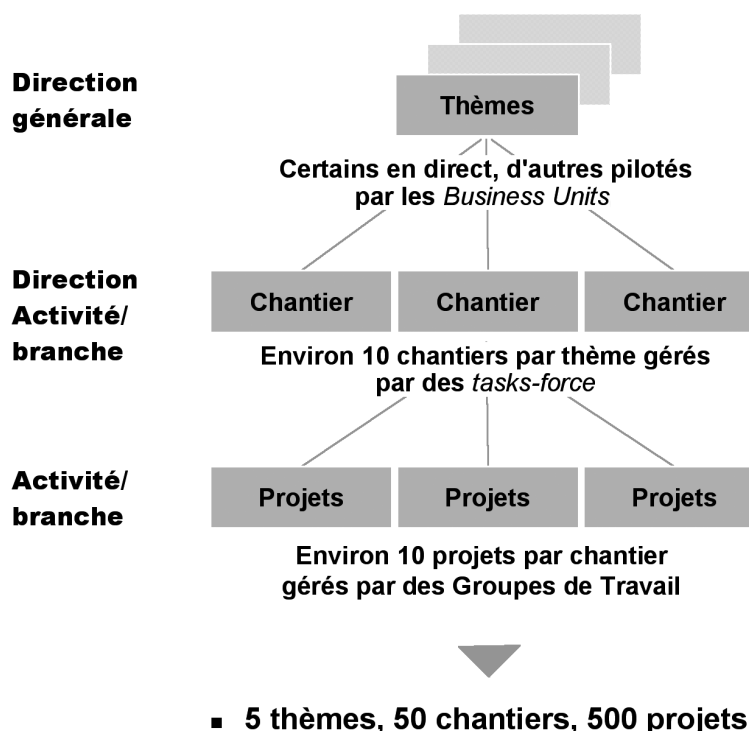 Direction
générale
Thèmes
Certains en direct, d'autres pilotés
par les Business Units
Direction
Activité/
branche
Chantier
Chantier
Chantier
Environ 10 chantiers par thème gérés
par des tasks-force
Activité/
branche
Projets
Projets
Projets
Environ 10 projets par chantier
gérés par des Groupes de Travail
▪ 5 thèmes, 50 chantiers, 500 projets